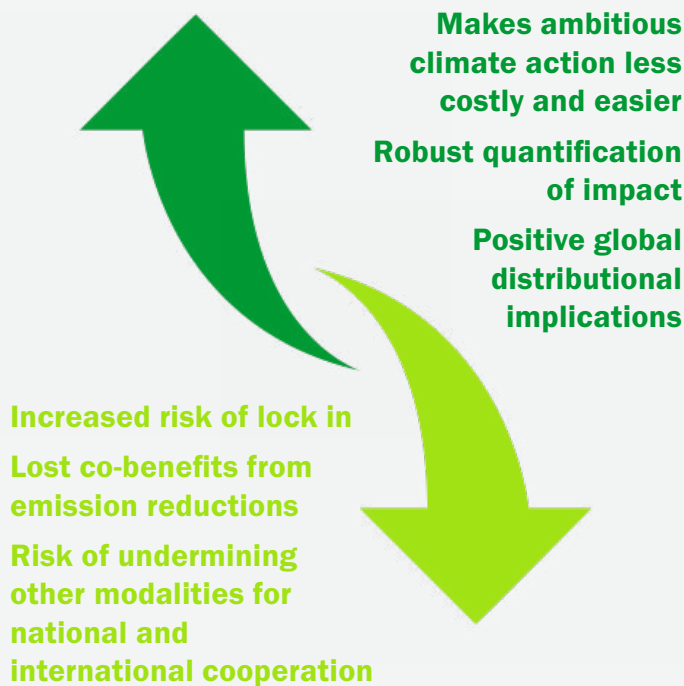 Makes ambitious
climate action less
costly and easier
Robust quantification
of impact
Positive global
distributional
implications
Increased risk of lock in
Lost co-benefits from
emission reductions
Risk of undermining
other modalities for
national and
international cooperation